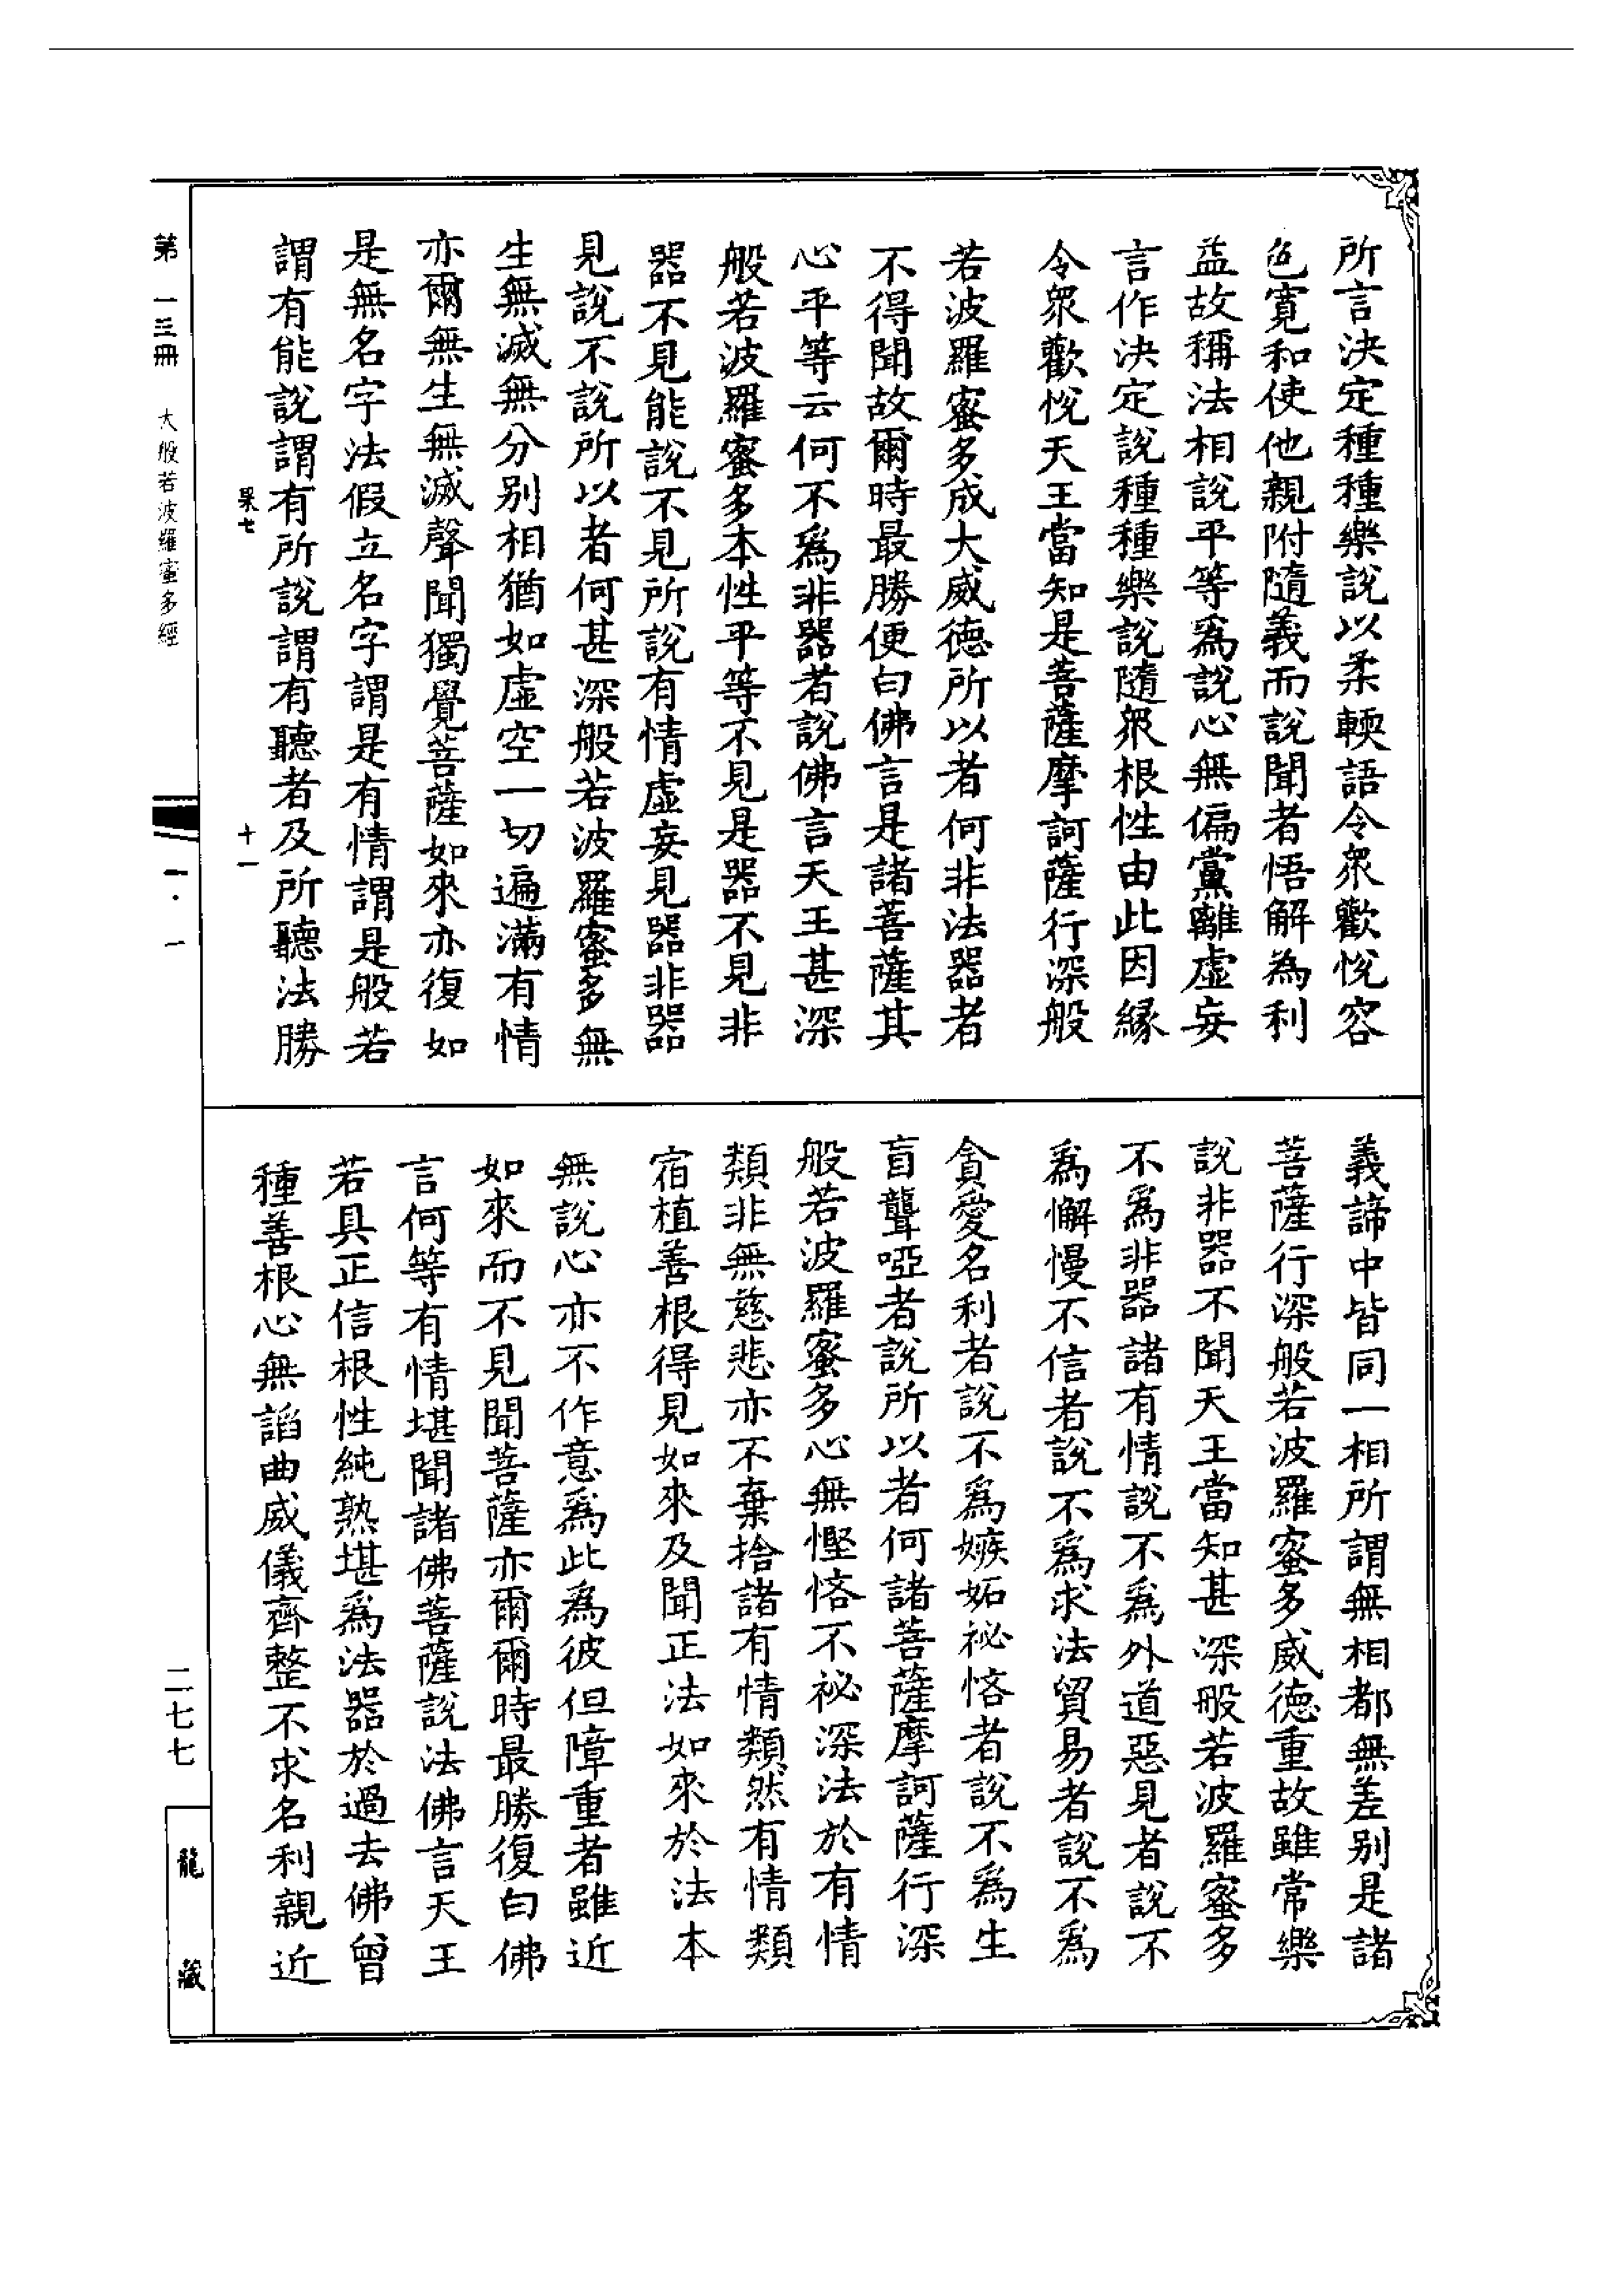 所言決定種種樂說以柔輭語令衆歡悅容
色寬和使他親附隨義而說聞者悟解為利
益故稱法相說平等爲說心無偏黨離虛妄
言作決定說種種樂說隨衆根性由此因緣
令衆歡悅天王當知是菩薩摩訶薩行深般
若波羅蜜多成大威德所以者何非法器者
不得聞故爾時最勝便白佛言是諸菩薩其
心平等云何不爲非器者說佛言天王甚深
般若波羅蜜多本性平等不見是器不見非
器不見能說不見所說有情虛妄見器非器
見說不說所以者何甚深般若波羅蜜多無
生無滅無分别相猶如虛空一切遍滿有情
亦爾無生無滅聲聞獨覺菩薩如來亦復如
是無名字法假立名字謂是有情謂是般若
謂有能說謂有所說謂有聽者及所聽法勝
果七 十一
義諦中皆同一相所謂無相都無差别是諸
菩薩行深般若波羅蜜多威德重故雖常樂
說非器不聞天王當知甚深般若波羅蜜多
不爲非器諸有情說不爲外道惡見者說不
爲懈慢不信者說不爲求法貿易者說不爲
貪愛名利者說不爲嫉妬祕悋者說不爲生
盲聾啞者說所以者何諸菩薩摩訶薩行深
般若波羅蜜多心無慳悋不祕深法於有情
類非無慈悲亦不棄捨諸有情類然有情類
宿植善根得見如來及聞正法如來於法本
無說心亦不作意爲此為彼但障重者雖近
如來而不見聞菩薩亦爾爾時最勝復白佛
言何等有情堪聞諸佛菩薩說法佛言天王
若具正信根性純熟堪爲法器於過去佛曾
種善根心無諂曲威儀齊整不求名利親近
第一三冊 大般若波羅蜜多經
一·一
二七七
龍藏